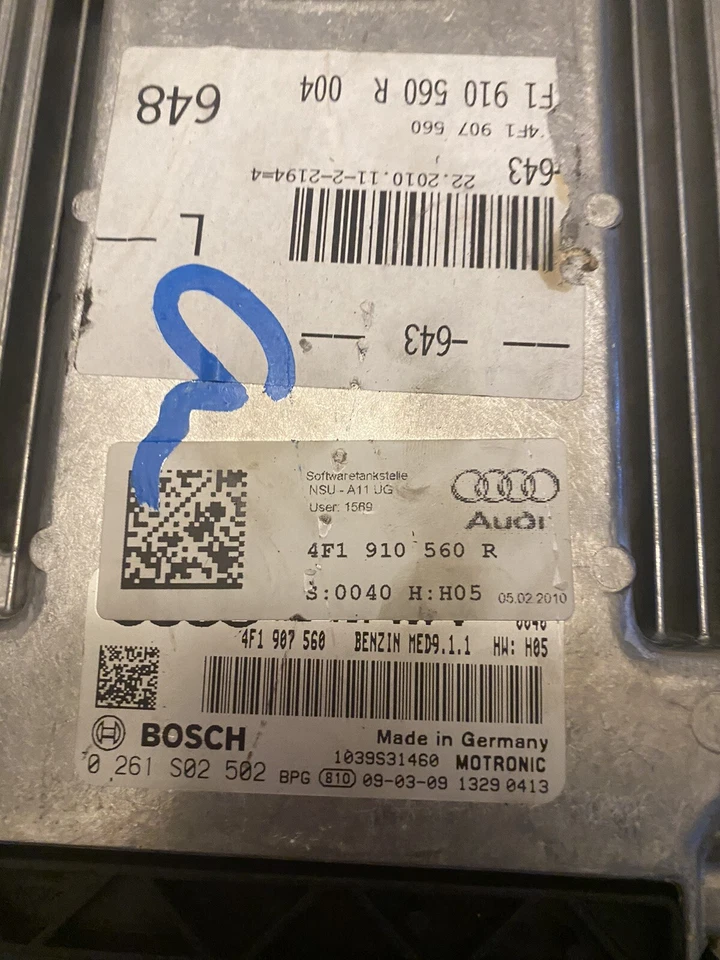 F1 910 560 R 004
648
4F1 907 560
-643
22.2010.11-2-2194=4
L
-643
Softwaretankstelle
NSU - A11 UG
User: 1569
Audi
4F1 910 560 R
S:0040 H:H05 05.02.2010
0040
4F1 907 560 BENZIN MED9.1.1 HW: H05
BOSCH
Made in Germany
1039S31460 MOTRONIC
0 261 S02 502 BPG 810 09-03-09 1329 0413